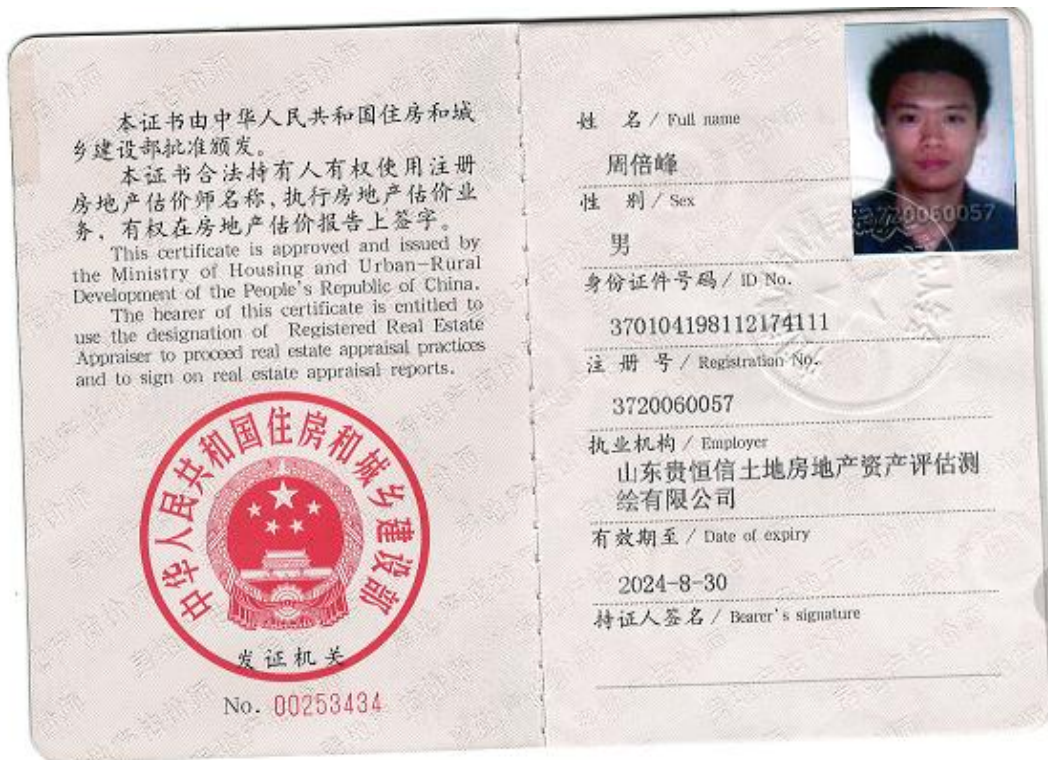 本证书由中华人民共和国住房和城
乡建设部批准颁发。
本证书合法持有人有权使用注册
房地产估价师名称，执行房地产估价业
务，有权在房地产估价报告上签字。
This certificate is approved and issued by
the Ministry of Housing and Urban-Rural
Development of the People's Republic of China.
The bearer of this certificate is entitled to
use the designation of Registered Real Estate
Appraiser to proceed real estate appraisal practices
and to sign on real estate appraisal reports.
中华人民共和国住房和城乡建设部
发证机关
No. 00253434
姓 名 / Full name
周倍峰
性 别 / Sex
男
身份证件号码 / ID No.
370104198112174111
注 册 号 / Registration No.
3720060057
执业机构 / Employer
山东贵恒信土地房地产资产评估测
绘有限公司
有效期至 / Date of expiry
2024-8-30
持证人签名 / Bearer's signature